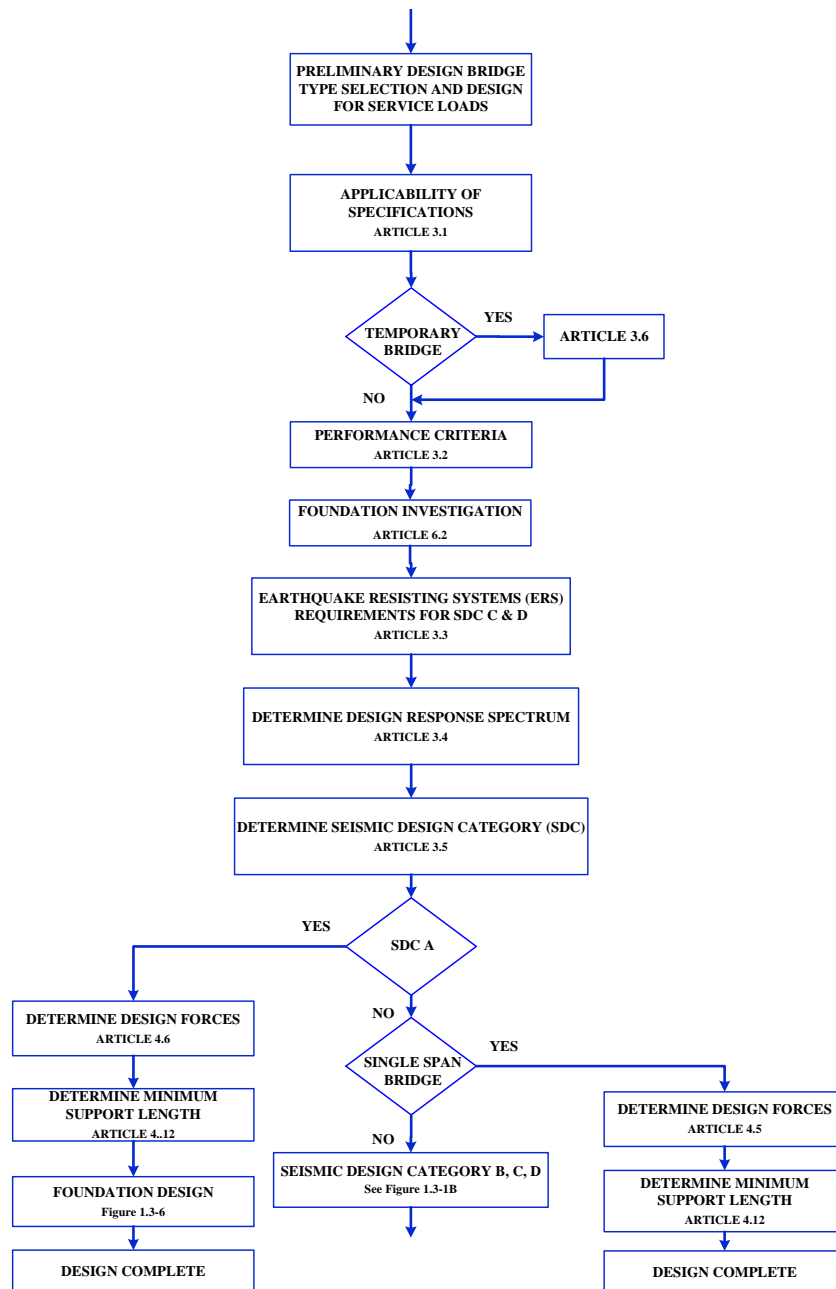 PRELIMINARY DESIGN BRIDGE
TYPE SELECTION AND DESIGN
FOR SERVICE LOADS
APPLICABILITY OF
SPECIFICATIONS
ARTICLE 3.1
TEMPORARY
BRIDGE
YES
ARTICLE 3.6
NO
PERFORMANCE CRITERIA
ARTICLE 3.2
FOUNDATION INVESTIGATION
ARTICLE 6.2
EARTHQUAKE RESISTING SYSTEMS (ERS)
REQUIREMENTS FOR SDC C & D
ARTICLE 3.3
DETERMINE DESIGN RESPONSE SPECTRUM
ARTICLE 3.4
DETERMINE SEISMIC DESIGN CATEGORY (SDC)
ARTICLE 3.5
SDC A
YES
DETERMINE DESIGN FORCES
ARTICLE 4.6
DETERMINE MINIMUM
SUPPORT LENGTH
ARTICLE 4..12
FOUNDATION DESIGN
Figure 1.3-6
DESIGN COMPLETE
NO
SINGLE SPAN
BRIDGE
YES
NO
SEISMIC DESIGN CATEGORY B, C, D
See Figure 1.3-1B
DETERMINE DESIGN FORCES
ARTICLE 4.5
DETERMINE MINIMUM
SUPPORT LENGTH
ARTICLE 4.12
DESIGN COMPLETE